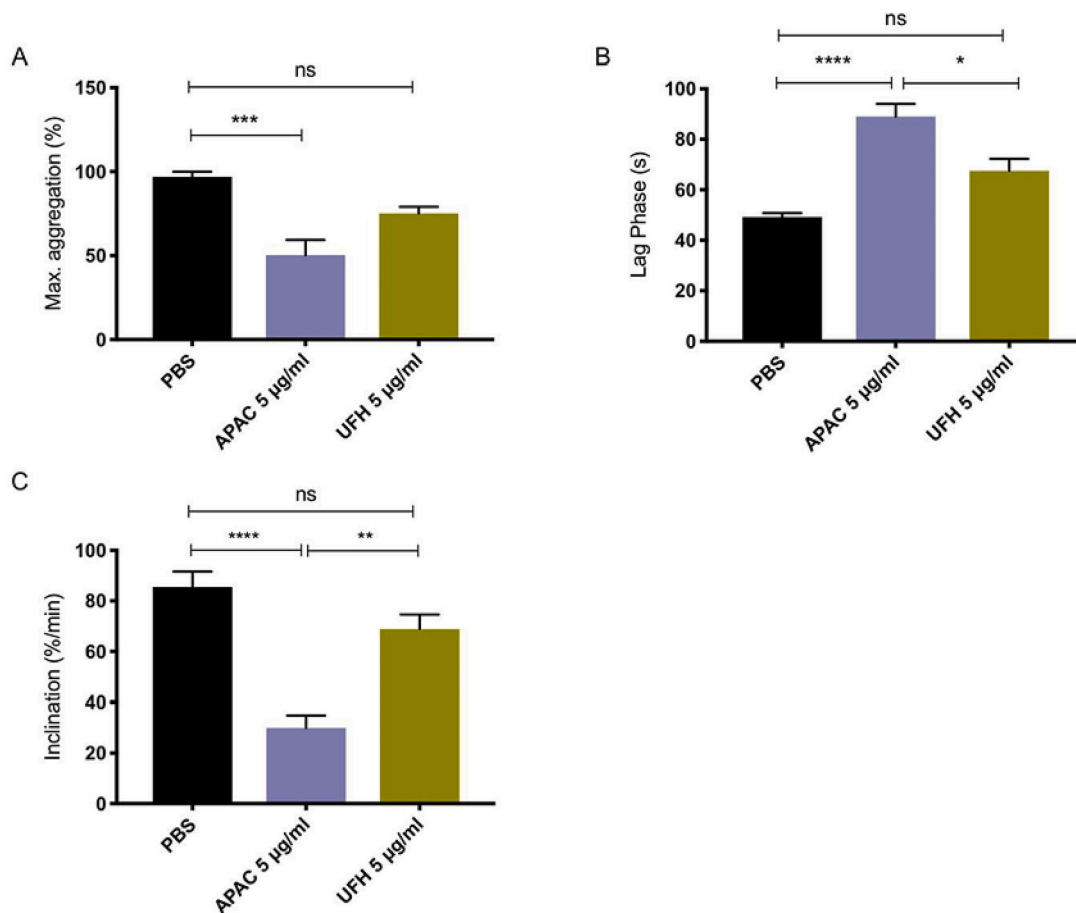 A
ns
***
Max. aggregation (%)
150
100
50
0
PBS
APAC 5 µg/ml
UFH 5 µg/ml
B
ns
****
*
Lag Phase (s)
100
80
60
40
20
0
PBS
APAC 5 µg/ml
UFH 5 µg/ml
C
ns
****
**
Inclination (%/min)
100
80
60
40
20
0
PBS
APAC 5 µg/ml
UFH 5 µg/ml